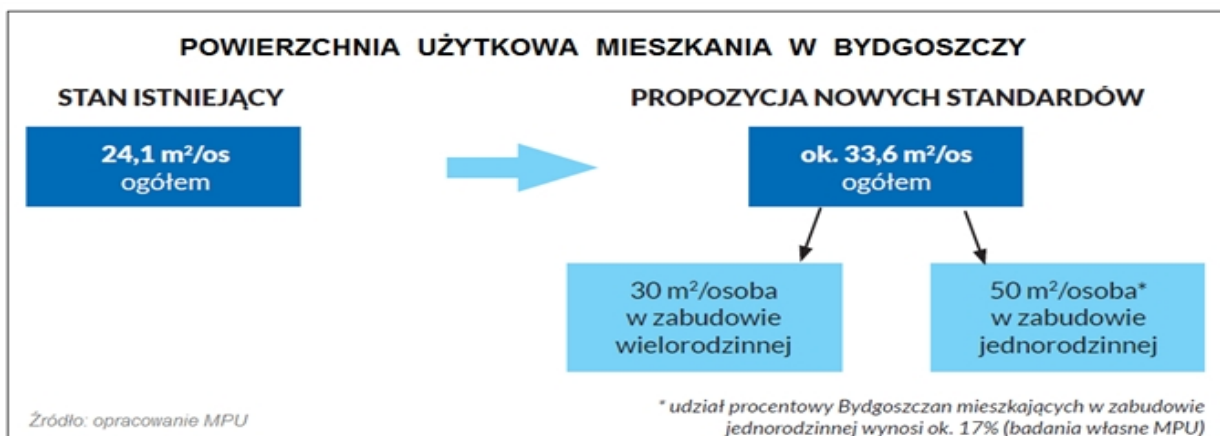 POWIERZCHNIA UŻYTKOWA MIESZKANIA W BYDGOSZCZY
STAN ISTNIEJĄCY
24,1 m²/os
ogółem
PROPOZYCJA NOWYCH STANDARDÓW
ok. 33,6 m²/os
ogółem
30 m²/osoba
w zabudowie
wielorodzinnej
50 m²/osoba*
w zabudowie
jednorodzinnej
Źródło: opracowanie MPU
* udział procentowy Bydgoszczan mieszkających w zabudowie
jednorodzinnej wynosi ok. 17% (badania własne MPU)